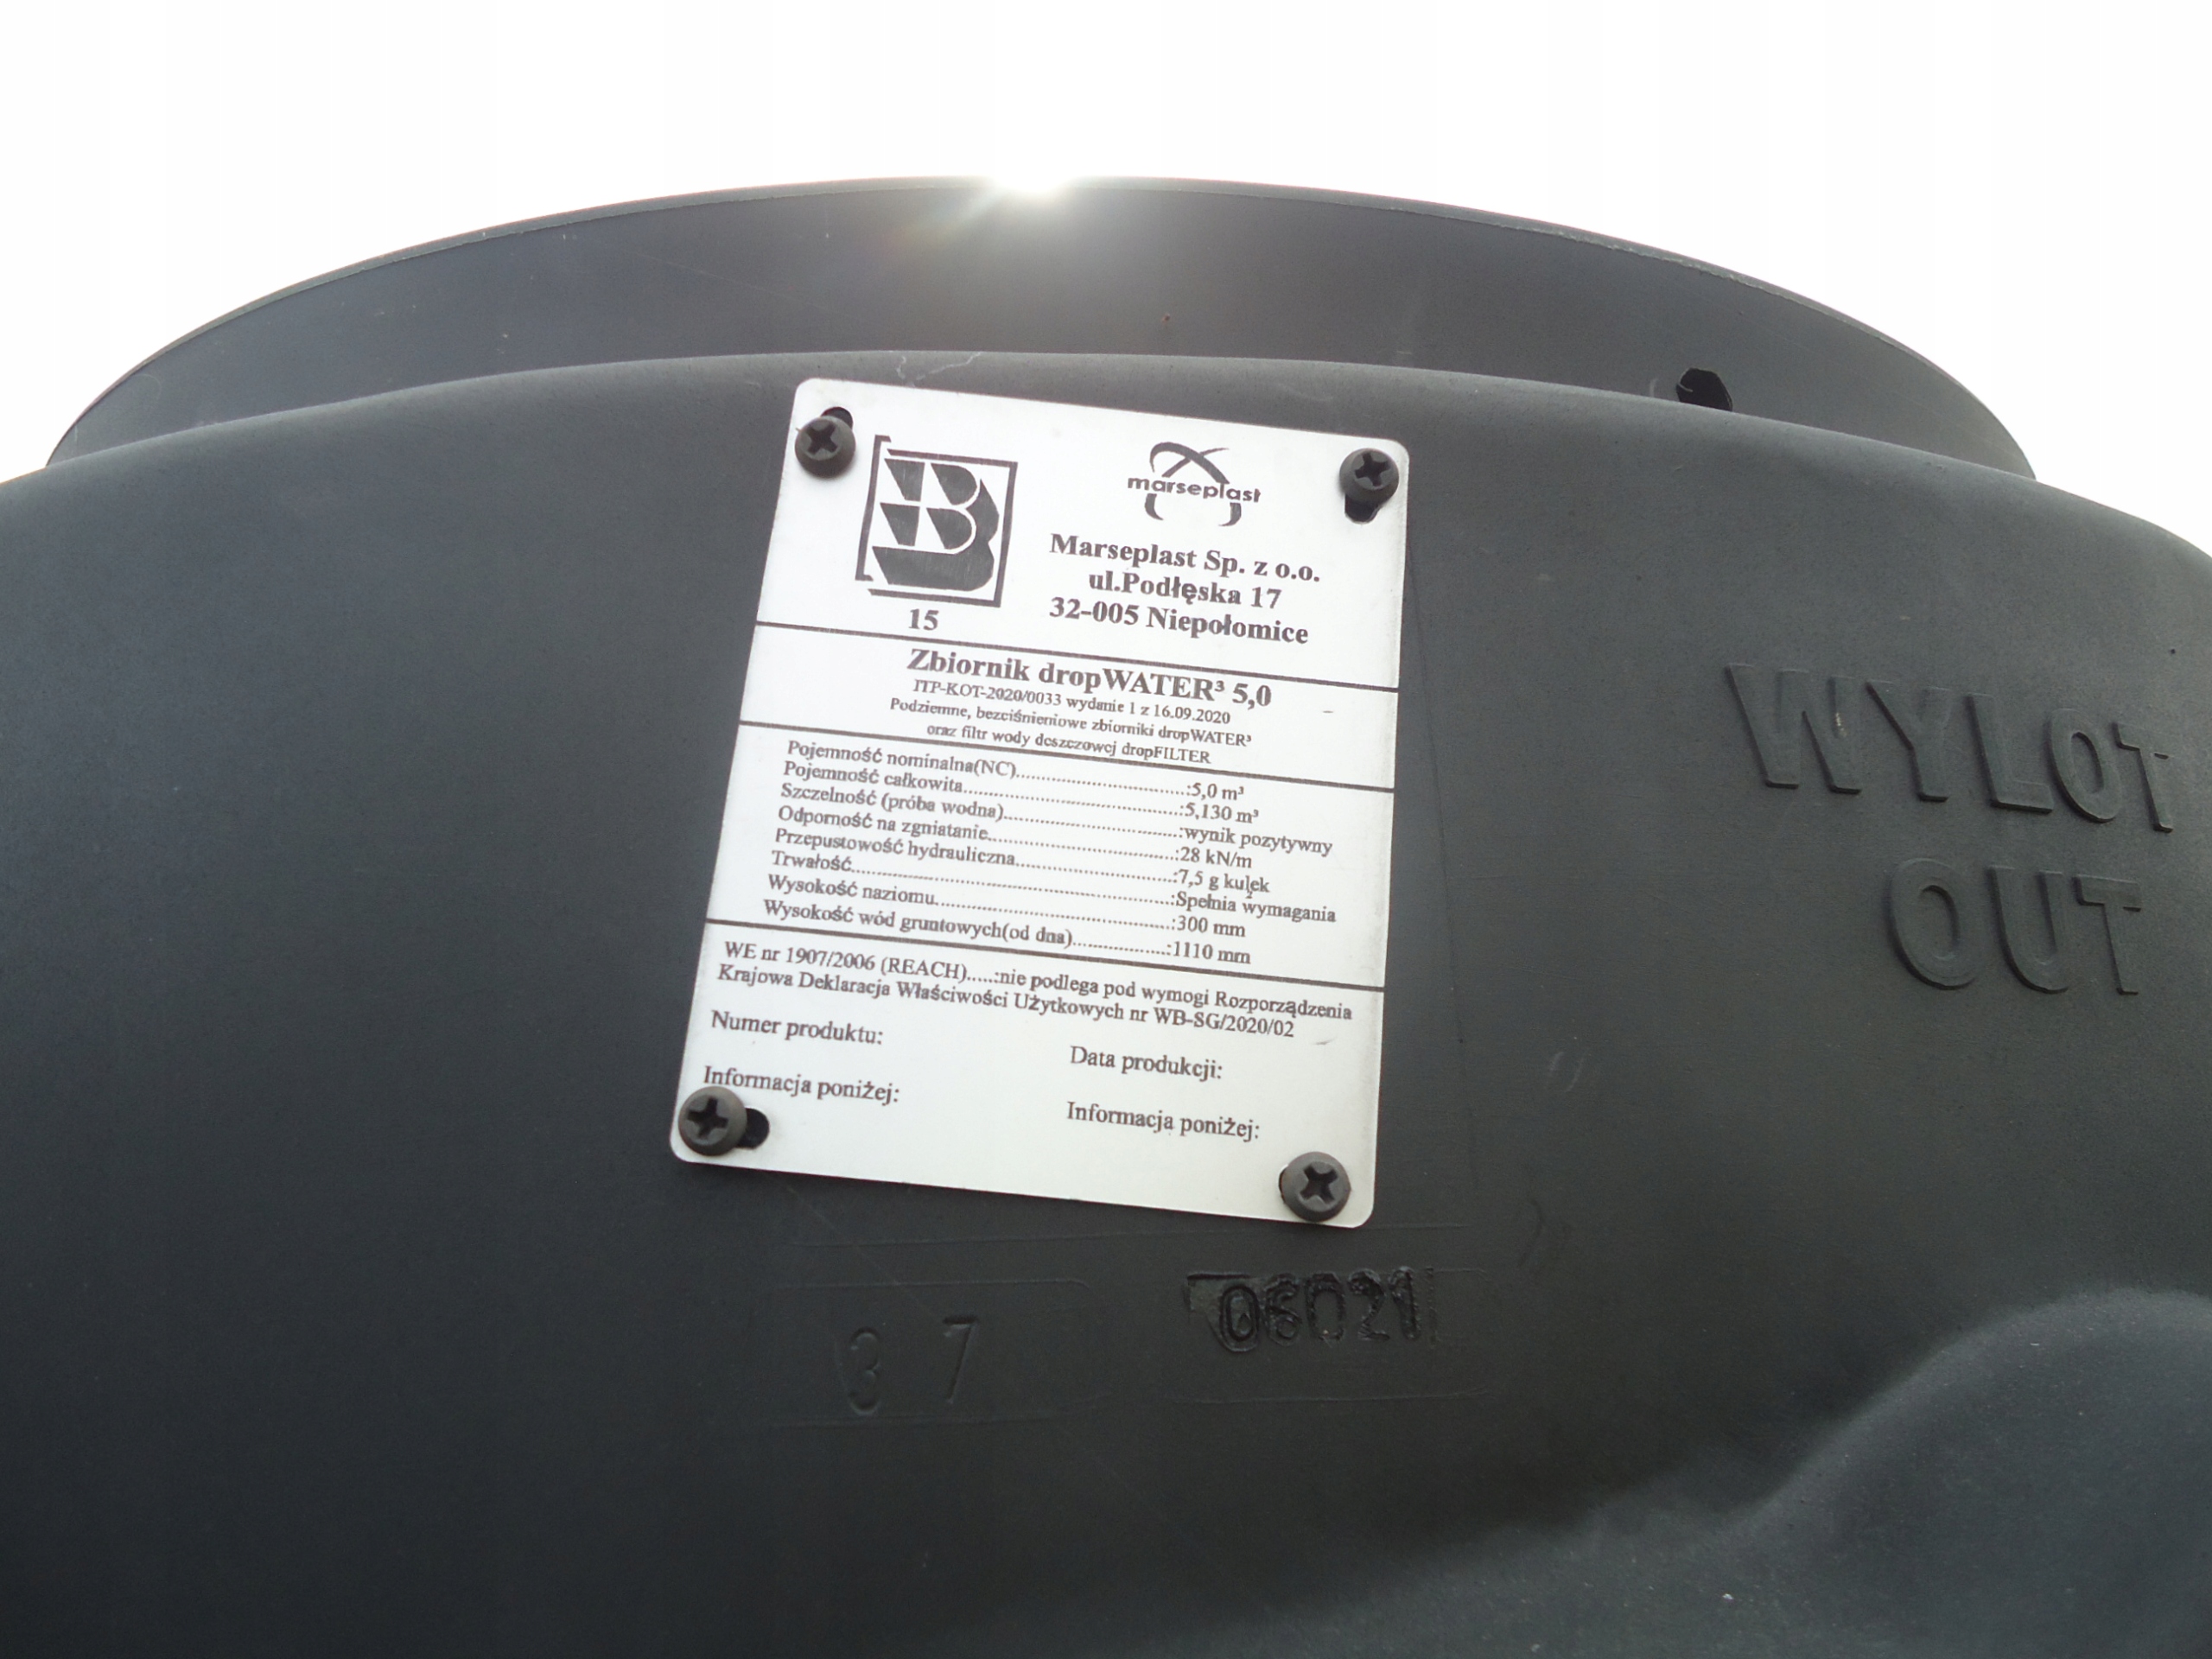 B
marseplast
Marseplast Sp. z o.o.
ul.Podłęska 17
32-005 Niepołomice
15
Zbiornik dropWATER³ 5,0
ITP-KOT-2020/0033 wydanie 1 z 16.09.2020
Podziemne, bezciśnieniowe zbiorniki dropWATER³
oraz filtr wody deszczowej dropFILTER
Pojemność nominalna(NC)..............................:5,0 m³
Pojemność całkowita......................................:5,130 m³
Szczelność (próba wodna)..............................:wynik pozytywny
Odporność na zgniatanie.................................:28 kN/m
Przepustowość hydrauliczna...........................:7,5 g kulek
Trwałość........................................................:Spełnia wymagania
Wysokość naziomu.........................................:300 mm
Wysokość wód gruntowych(od dna).................:1110 mm
WE nr 1907/2006 (REACH).....:nie podlega pod wymogi Rozporządzenia
Krajowa Deklaracja Właściwości Użytkowych nr WB-SG/2020/02
Numer produktu:
Data produkcji:
Informacja poniżej:
Informacja poniżej:
WYLOT
OUT
37
06021